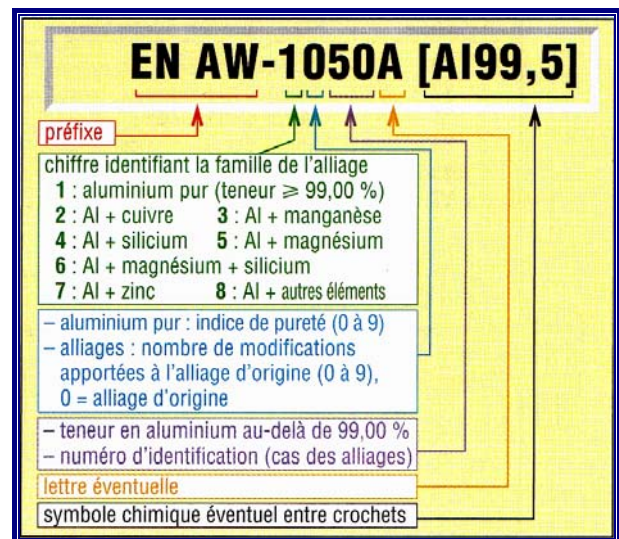 EN AW-1050A [Al99,5]
préfixe
chiffre identifiant la famille de l'alliage
1 : aluminium pur (teneur ⩾ 99,00 %)
2 : Al + cuivre 3 : Al + manganèse
4 : Al + silicium 5 : Al + magnésium
6 : Al + magnésium + silicium
7 : Al + zinc 8 : Al + autres éléments
– aluminium pur : indice de pureté (0 à 9)
– alliages : nombre de modifications
apportées à l'alliage d'origine (0 à 9),
0 = alliage d'origine
– teneur en aluminium au-delà de 99,00 %
– numéro d'identification (cas des alliages)
lettre éventuelle
symbole chimique éventuel entre crochets